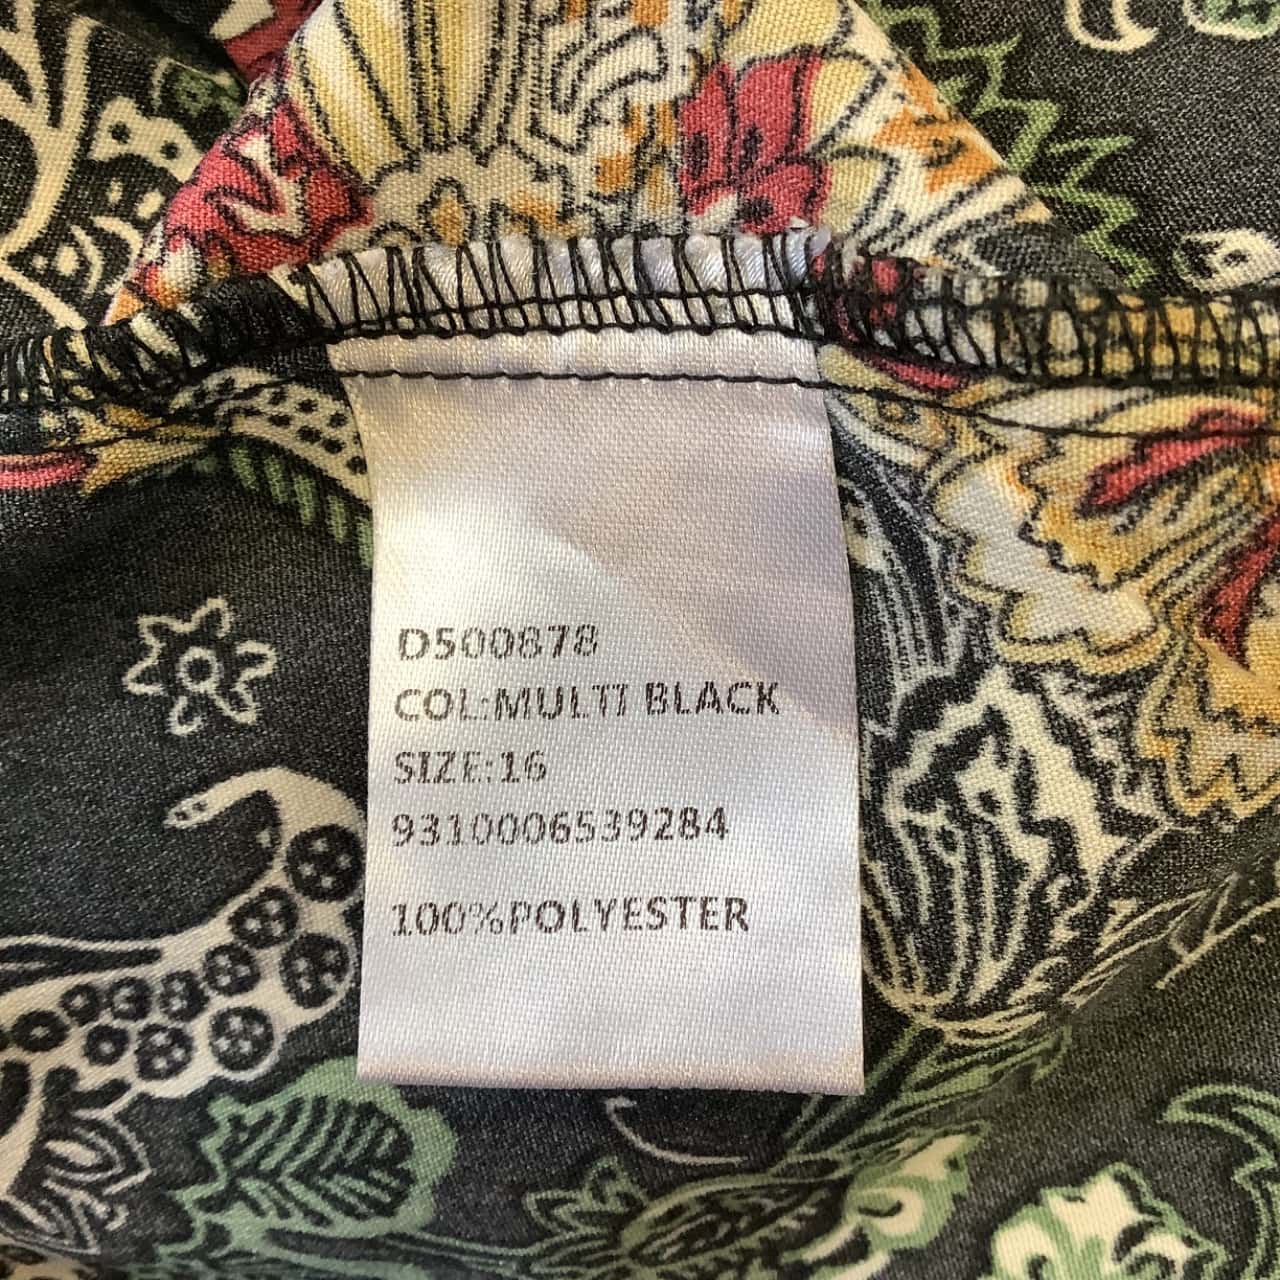 D500878
COL:MULTI BLACK
SIZE:16
9310006539284
100%POLYESTER